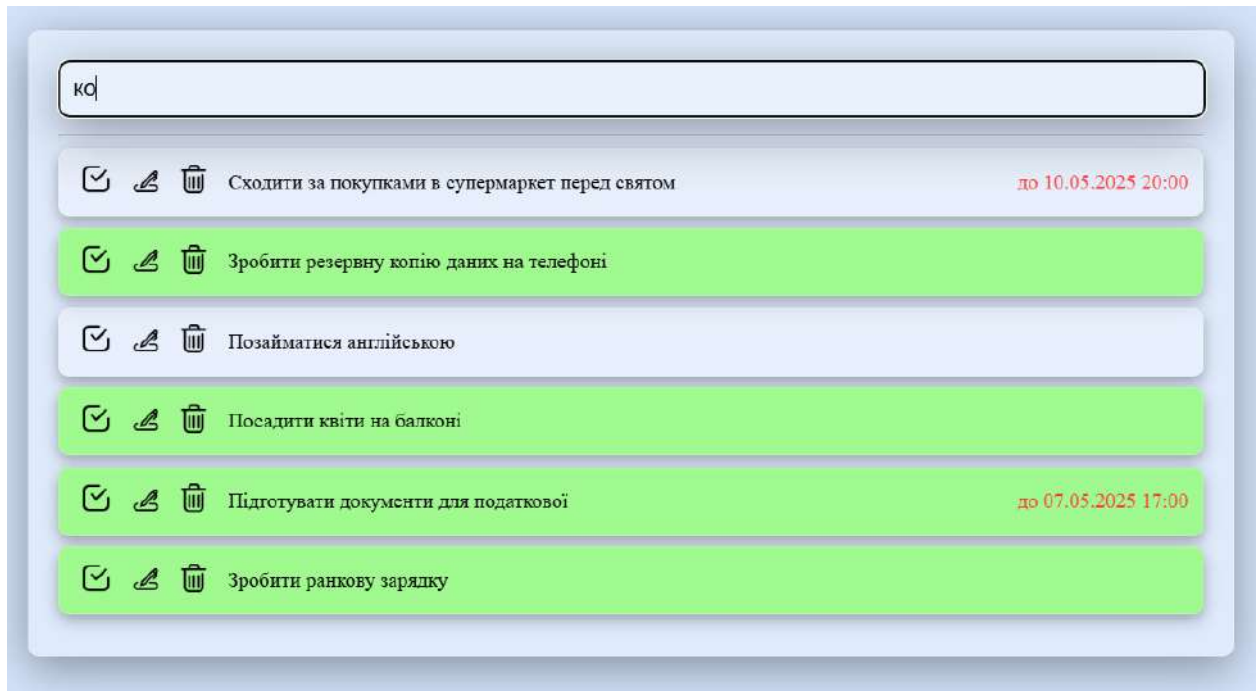 ко
Сходити за покупками в супермаркет перед святом до 10.05.2025 20:00
Зробити резервну копію даних на телефоні
Позайматися англійською
Посадити квіти на балконі
Підготувати документи для податкової до 07.05.2025 17:00
Зробити ранкову зарядку